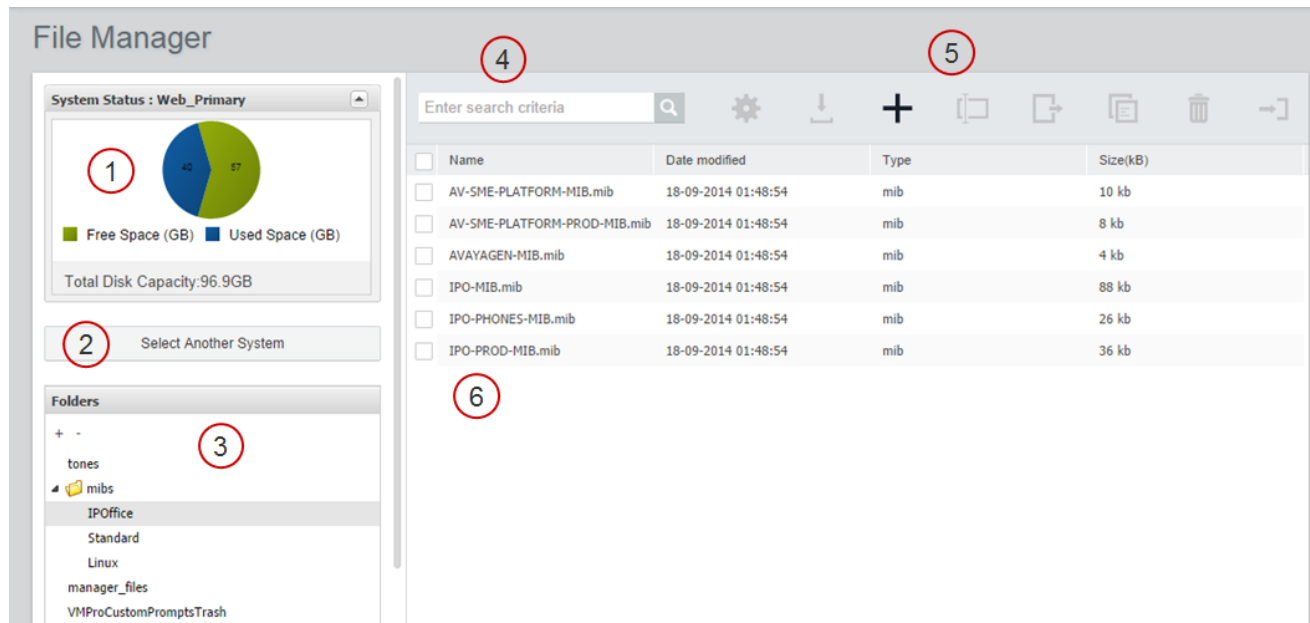 File Manager
System Status : Web_Primary
1
40 57
Free Space (GB) Used Space (GB)
Total Disk Capacity:96.9GB
2
Select Another System
Folders
+ -
3
tones
mibs
IPOffice
Standard
Linux
manager_files
VMProCustomPromptsTrash
4
5
Enter search criteria
Name Date modified Type Size(kB)
AV-SME-PLATFORM-MIB.mib 18-09-2014 01:48:54 mib 10 kb
AV-SME-PLATFORM-PROD-MIB.mib 18-09-2014 01:48:54 mib 8 kb
AVAYAGEN-MIB.mib 18-09-2014 01:48:54 mib 4 kb
IPO-MIB.mib 18-09-2014 01:48:54 mib 88 kb
IPO-PHONES-MIB.mib 18-09-2014 01:48:54 mib 26 kb
IPO-PROD-MIB.mib 18-09-2014 01:48:54 mib 36 kb
6